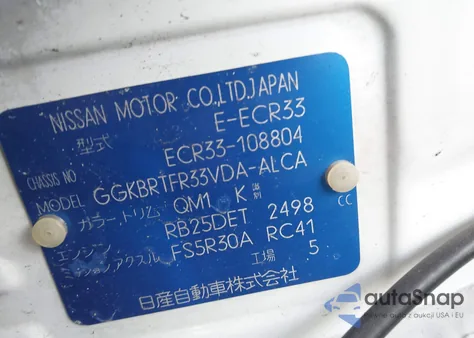 NISSAN MOTOR CO.,LTD.JAPAN
型式 E-ECR33
CHASSIS NO ECR33-108804
MODEL GGKBRTFR33VDA-ALCA
カラー トリム QM1 K
エンジン RB25DET 2498 CC
ミッション アクスル FS5R30A RC41
工場 5
日産自動車株式会社
autaSnap